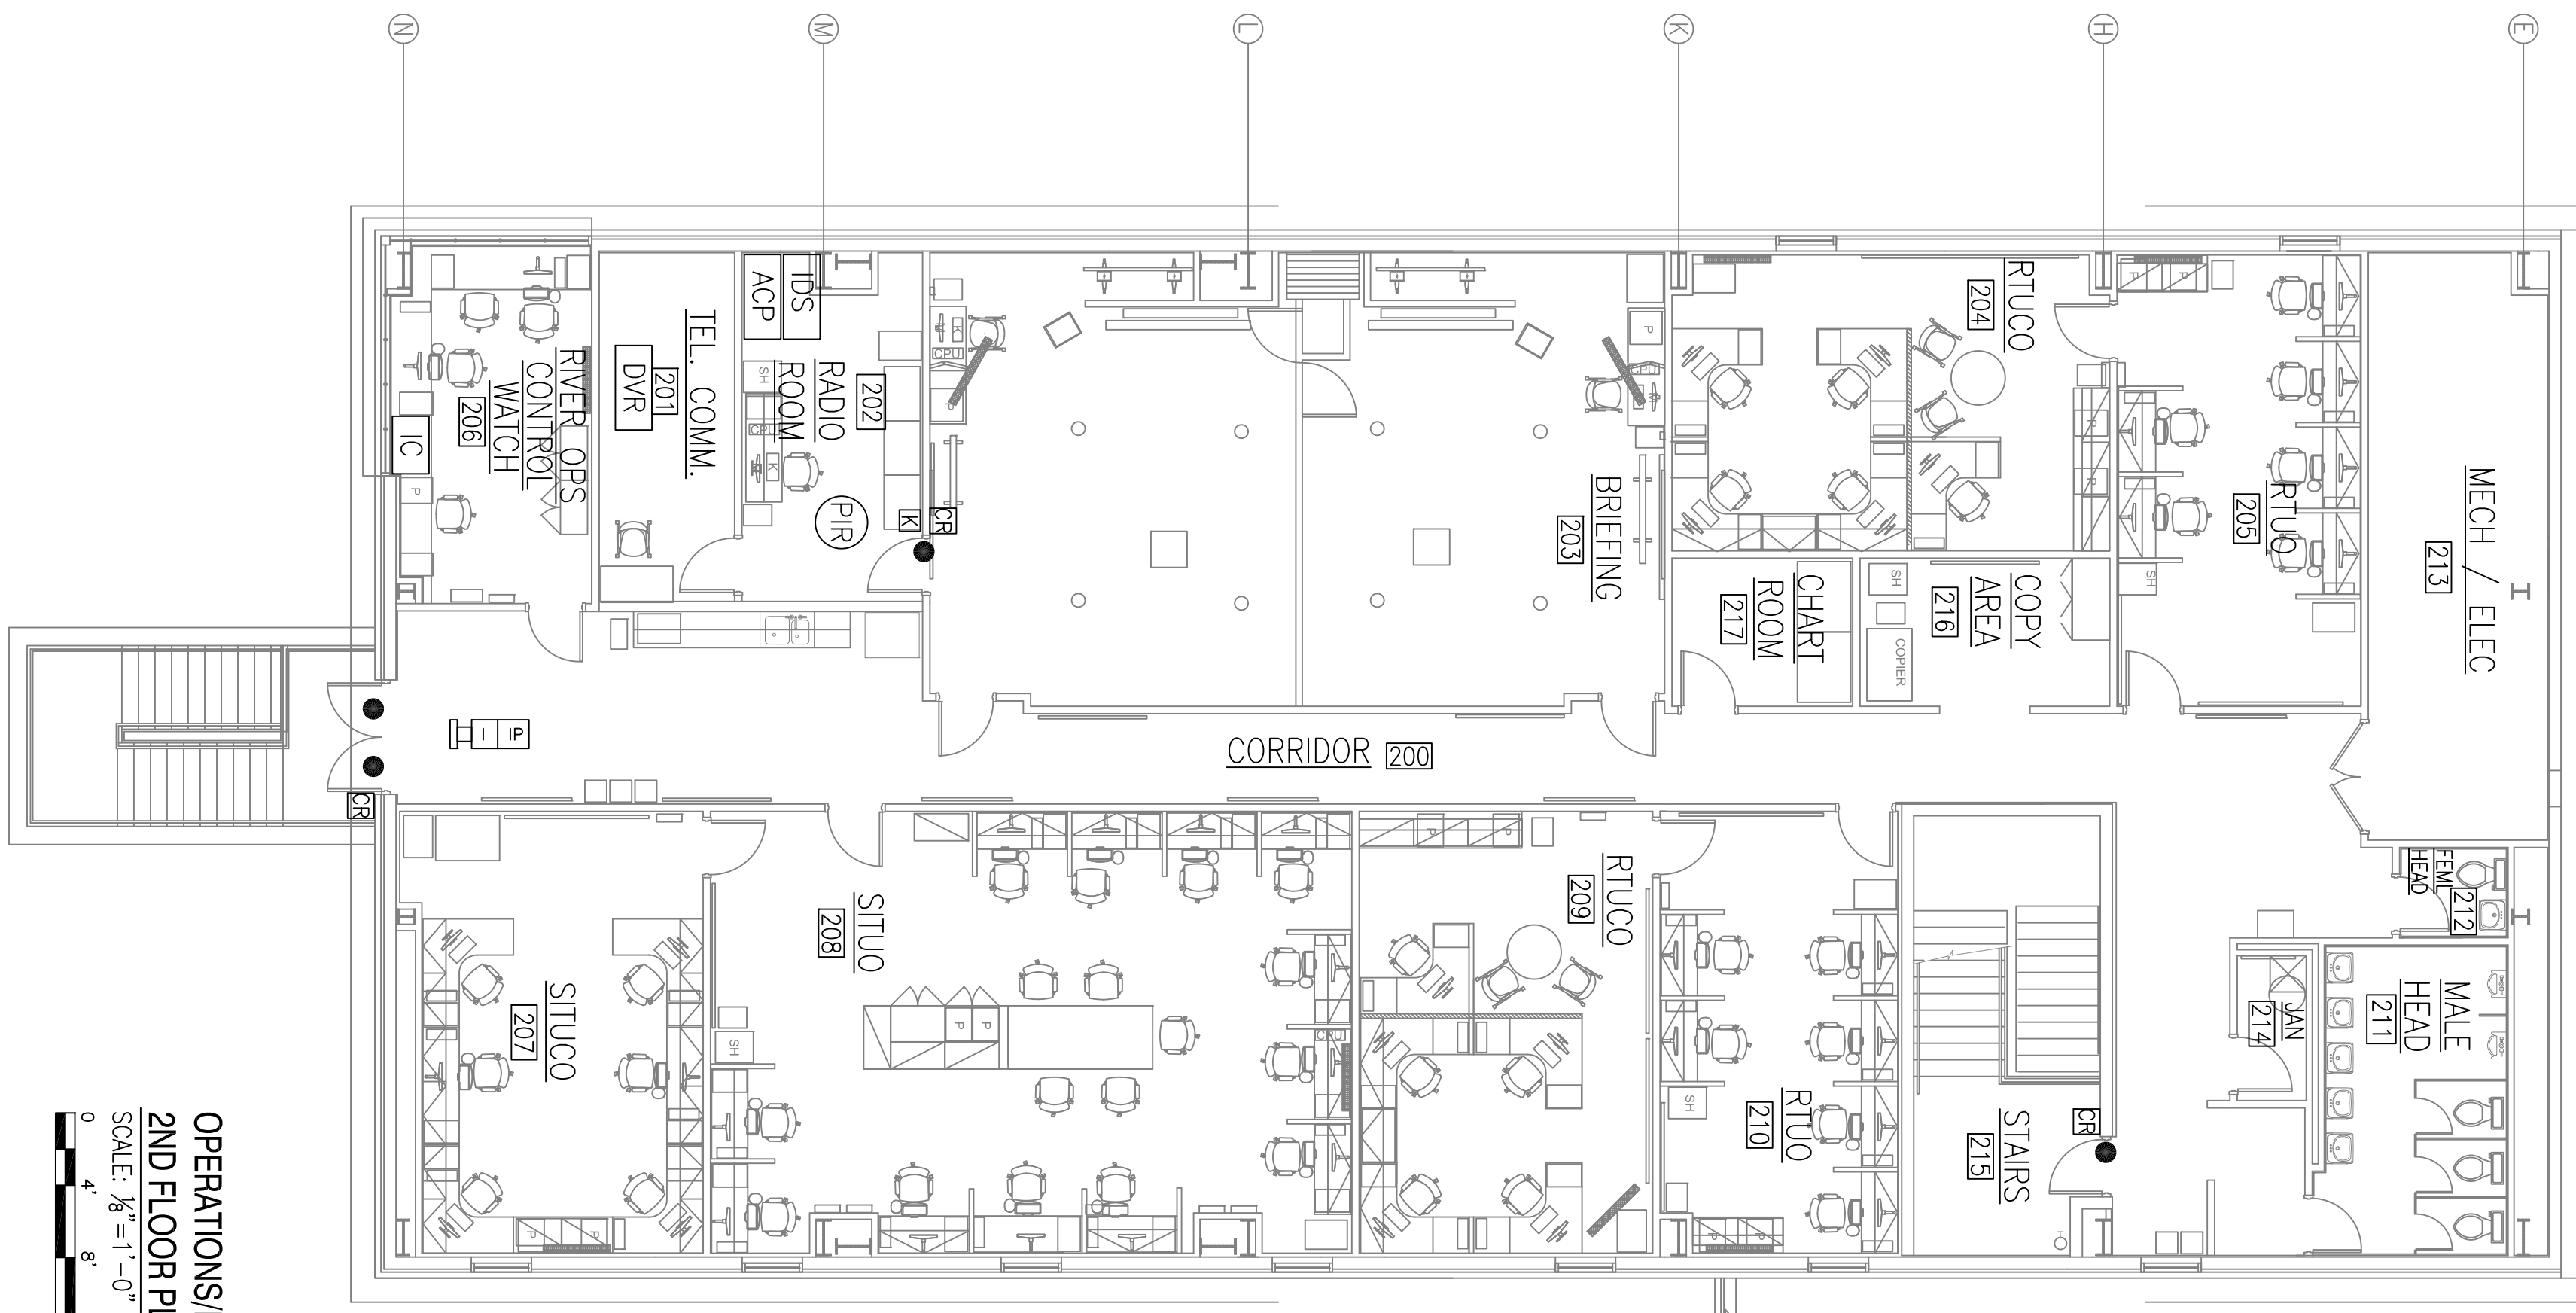 N
M
L
K
H
E
RIVER OPS
CONTROL
WATCH
206
IC
P
TEL. COMM.
201
DVR
ACP
IDS
RADIO
ROOM
202
SH
CPU
K
PIR
K
CR
K
CPU
P
P
CPU
BRIEFING
203
RTUCO
204
P
P
P
P
RTUO
205
SH
MECH / ELEC
213
CHART
ROOM
217
COPY
AREA
216
SH
COPIER
CORRIDOR 200
I IP
CR
SITUCO
207
P
P
SITUO
208
SH
P
P
CPU
RTUCO
209
P
P
RTUO
210
SH
P
P
STAIRS
215
CR
FEML
HEAD
212
MALE
HEAD
211
JAN
214
OPERATIONS/
2ND FLOOR PL
SCALE: ⅛"=1'-0"
0 4' 8'